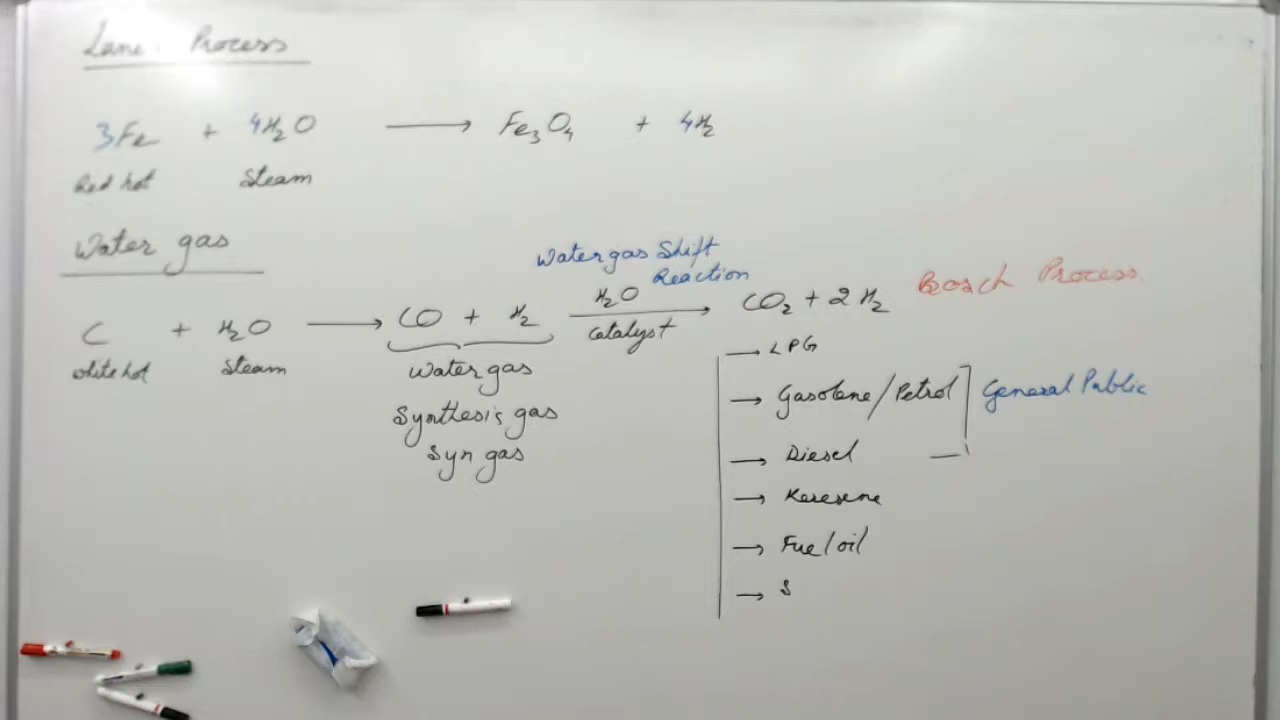 Lane Process
3Fe + 4H₂O → Fe₃O₄ + 4H₂
Red hot Steam
Water gas
Water gas Shift
Reaction
Bosch Process
C + H₂O → CO + H₂ H₂O → CO₂ + 2H₂
catalyst
white hot Steam
Water gas
Synthesis gas
Syn gas
→ LPG
→ Gasolene/Petrol General Public
→ Diesel
→ Keresene
→ Fuel oil
→ S